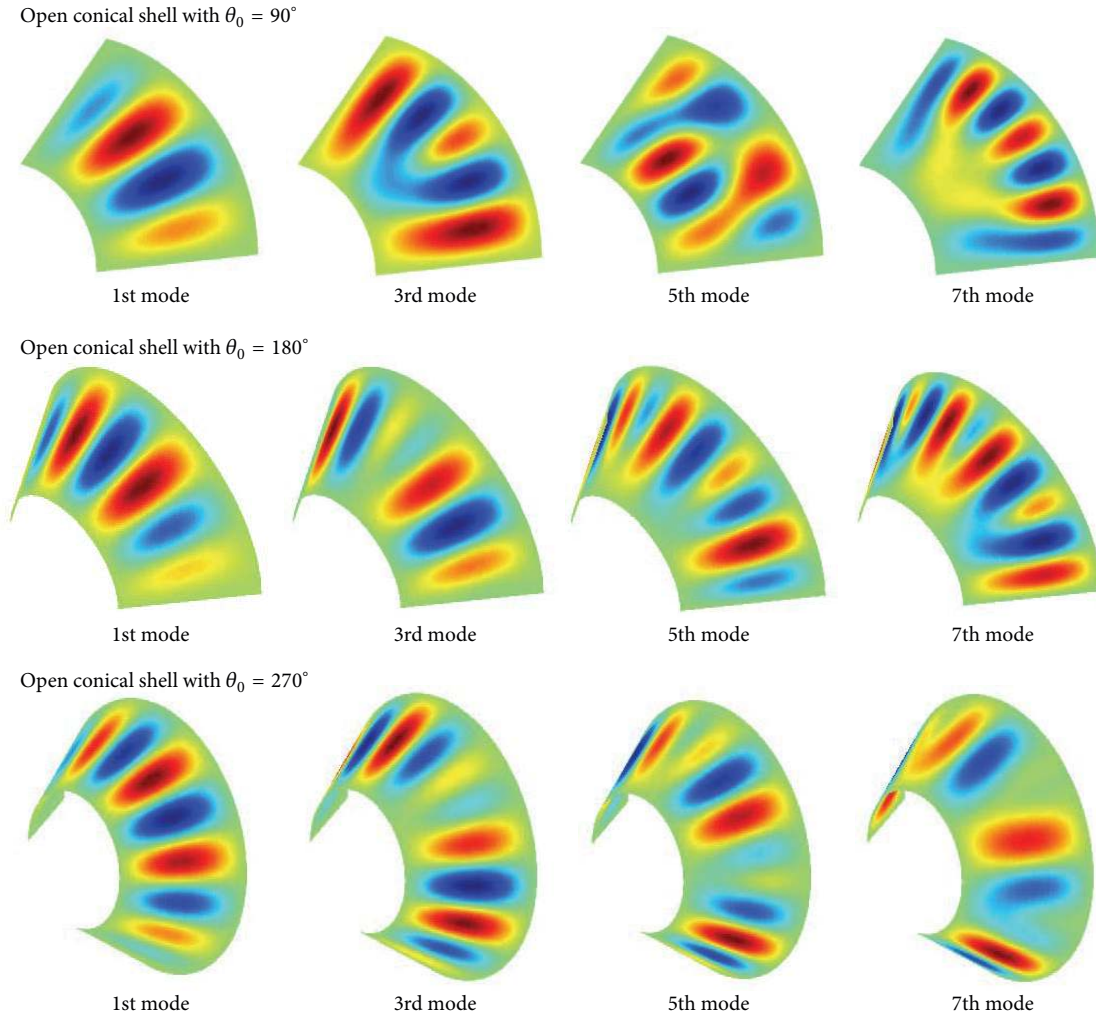 Open conical shell with θ₀ = 90°
1st mode 3rd mode 5th mode 7th mode
Open conical shell with θ₀ = 180°
1st mode 3rd mode 5th mode 7th mode
Open conical shell with θ₀ = 270°
1st mode 3rd mode 5th mode 7th mode